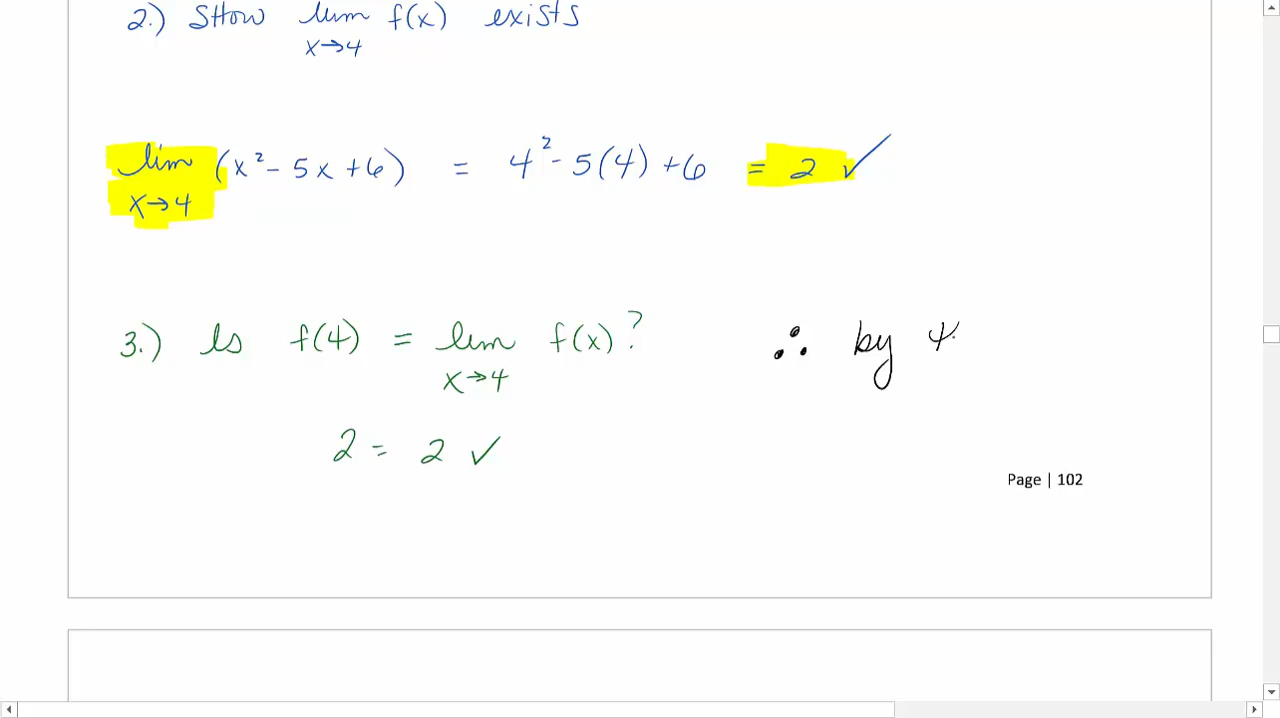 2.) Show lim f(x) exists
x→4
lim (x² - 5x + 6) = 4² - 5(4) + 6 = 2 ✓
x→4
3.) Is f(4) = lim f(x)? ∴ by
x→4
2 = 2 ✓
Page | 102